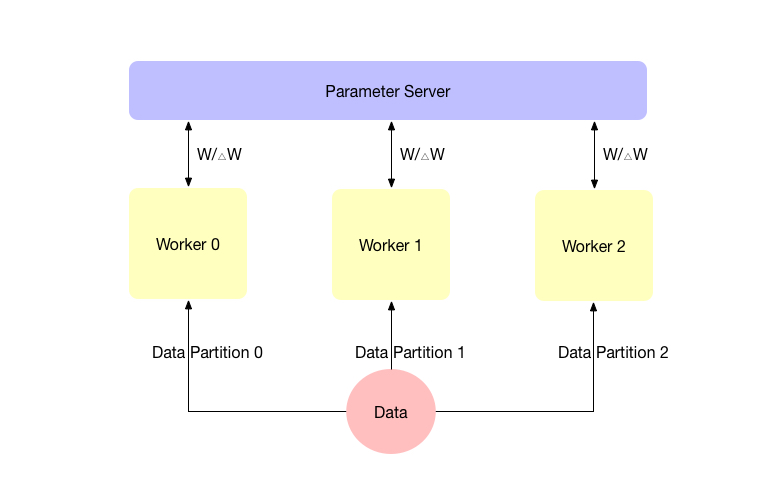 Parameter Server
W/△W
W/△W
W/△W
Worker 0
Worker 1
Worker 2
Data Partition 0
Data Partition 1
Data Partition 2
Data